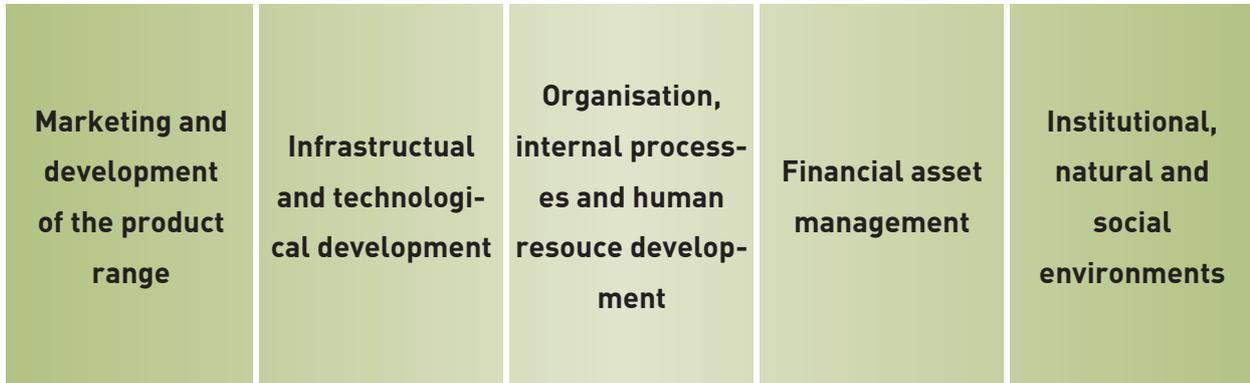 Marketing and
development
of the product
range
Infrastructual
and technologi-
cal development
Organisation,
internal process-
es and human
resouce develop-
ment
Financial asset
management
Institutional,
natural and
social
environments